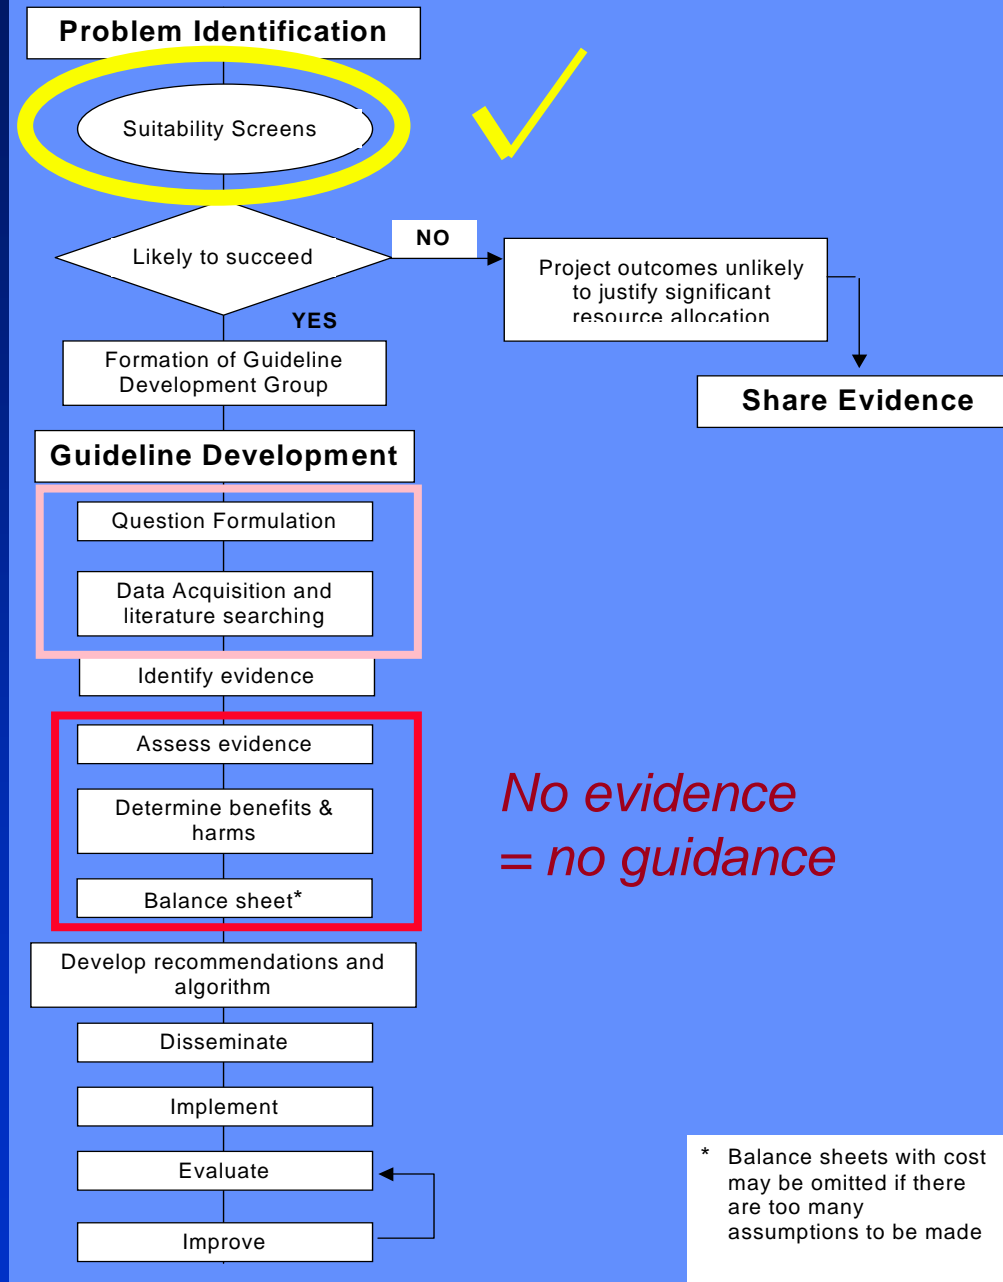 Problem Identification
Suitability Screens
Likely to succeed
NO
Project outcomes unlikely
to justify significant
resource allocation
YES
Share Evidence
Formation of Guideline
Development Group
Guideline Development
Question Formulation
Data Acquisition and
literature searching
Identify evidence
Assess evidence
Determine benefits &
harms
Balance sheet*
No evidence
= no guidance
Develop recommendations and
algorithm
Disseminate
Implement
Evaluate
Improve
* Balance sheets with cost
may be omitted if there
are too many
assumptions to be made